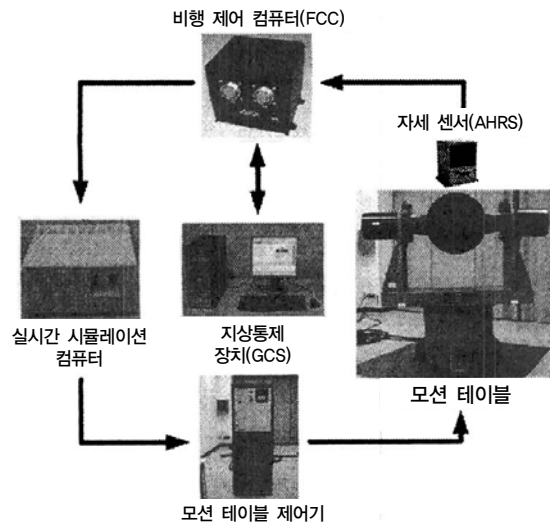 비행 제어 컴퓨터(FCC)
자세 센서(AHRS)
실시간 시뮬레이션
컴퓨터
지상통제
장치(GCS)
모션 테이블
모션 테이블 제어기